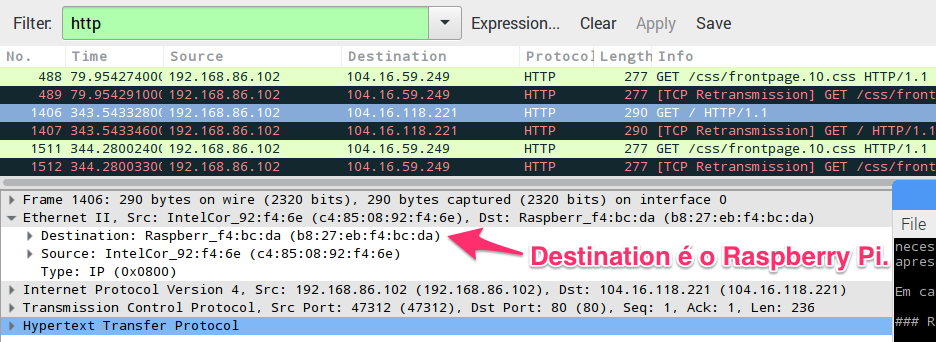 Filter: http Expression... Clear Apply Save
No. Time Source Destination Protocol Length Info
488 79.954274000 192.168.86.102 104.16.59.249 HTTP 277 GET /css/frontpage.10.css HTTP/1.1
489 79.954291000 192.168.86.102 104.16.59.249 HTTP 277 [TCP Retransmission] GET /css/front
1406 343.54332800 192.168.86.102 104.16.118.221 HTTP 290 GET / HTTP/1.1
1407 343.54334600 192.168.86.102 104.16.118.221 HTTP 290 [TCP Retransmission] GET / HTTP/1.
1511 344.28002400 192.168.86.102 104.16.59.249 HTTP 277 GET /css/frontpage.10.css HTTP/1.1
1512 344.28003300 192.168.86.102 104.16.59.249 HTTP 277 [TCP Retransmission] GET /css/front
Frame 1406: 290 bytes on wire (2320 bits), 290 bytes captured (2320 bits) on interface 0
Ethernet II, Src: IntelCor_92:f4:6e (c4:85:08:92:f4:6e), Dst: Raspberr_f4:bc:da (b8:27:eb:f4:bc:da)
Destination: Raspberr_f4:bc:da (b8:27:eb:f4:bc:da)
Destination é o Raspberry Pi.
Source: IntelCor_92:f4:6e (c4:85:08:92:f4:6e)
Type: IP (0x0800)
Internet Protocol Version 4, Src: 192.168.86.102 (192.168.86.102), Dst: 104.16.118.221 (104.16.118.221)
Transmission Control Protocol, Src Port: 47312 (47312), Dst Port: 80 (80), Seq: 1, Ack: 1, Len: 236
Hypertext Transfer Protocol
File
neces
apres
Em ca
### R